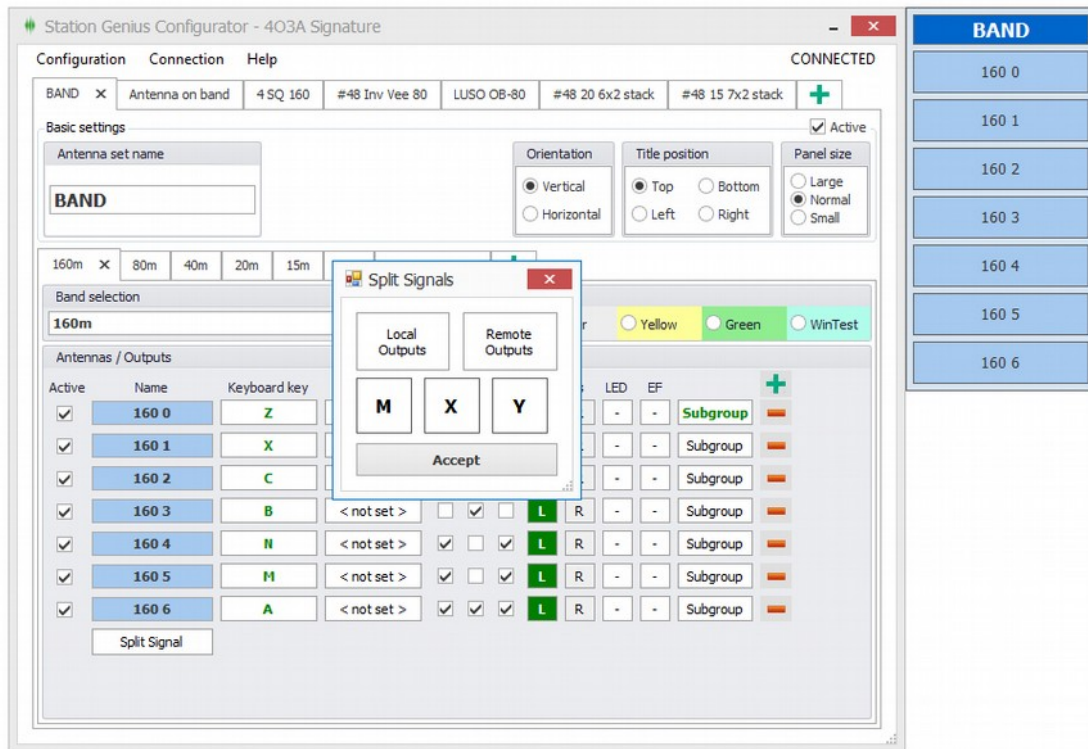 Station Genius Configurator - 4O3A Signature
Configuration Connection Help CONNECTED
BAND Antenna on band 4 SQ 160 #48 Inv Vee 80 LUSO OB-80 #48 20 6x2 stack #48 15 7x2 stack
Basic settings Active
Antenna set name
BAND
Orientation
Vertical
Horizontal
Title position
Top Bottom
Left Right
Panel size
Large
Normal
Small
160m 80m 40m 20m 15m
Band selection
160m
Yellow Green WinTest
Antennas / Outputs
Active Name Keyboard key LED EF
160 0 Z - - Subgroup
160 1 X - - Subgroup
160 2 C - - Subgroup
160 3 B < not set > L R - - Subgroup
160 4 N < not set > L R - - Subgroup
160 5 M < not set > L R - - Subgroup
160 6 A < not set > L R - - Subgroup
Split Signal
Split Signals
Local
Outputs
Remote
Outputs
M X Y
Accept
BAND
160 0
160 1
160 2
160 3
160 4
160 5
160 6